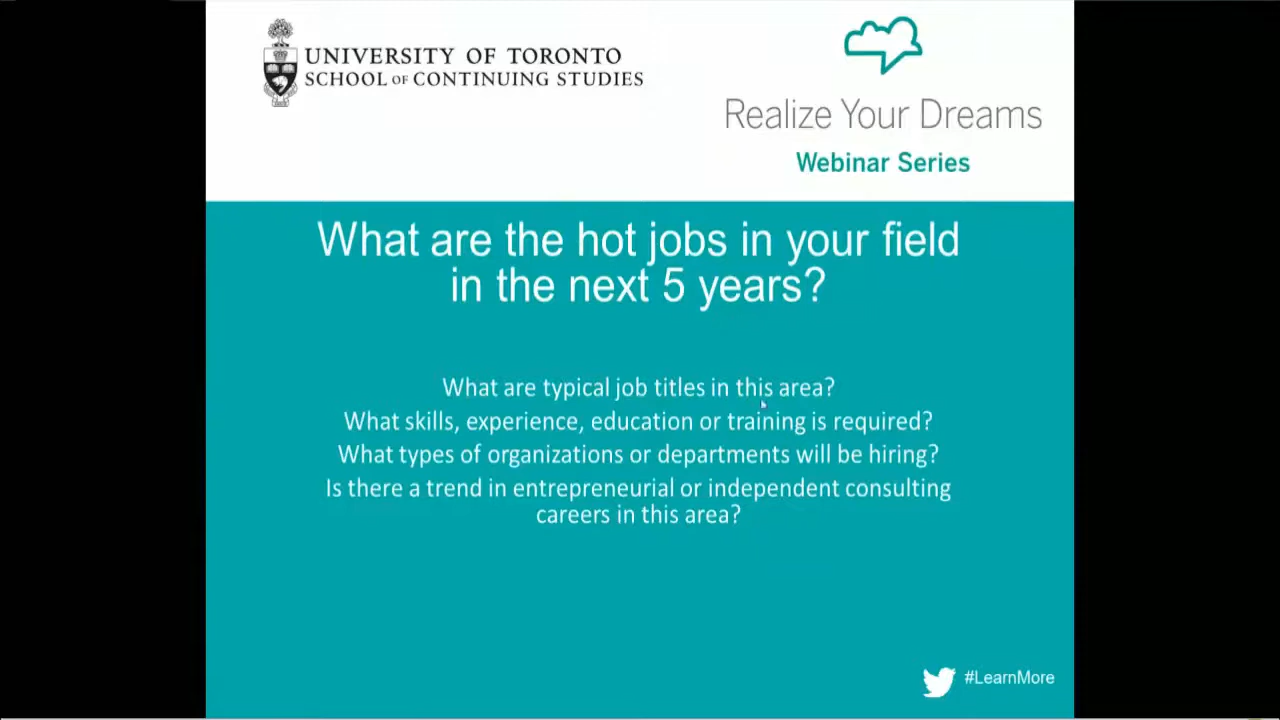 UNIVERSITY OF TORONTO
SCHOOL OF CONTINUING STUDIES
Realize Your Dreams
Webinar Series
What are the hot jobs in your field
in the next 5 years?
What are typical job titles in this area?
What skills, experience, education or training is required?
What types of organizations or departments will be hiring?
Is there a trend in entrepreneurial or independent consulting
careers in this area?
#LearnMore